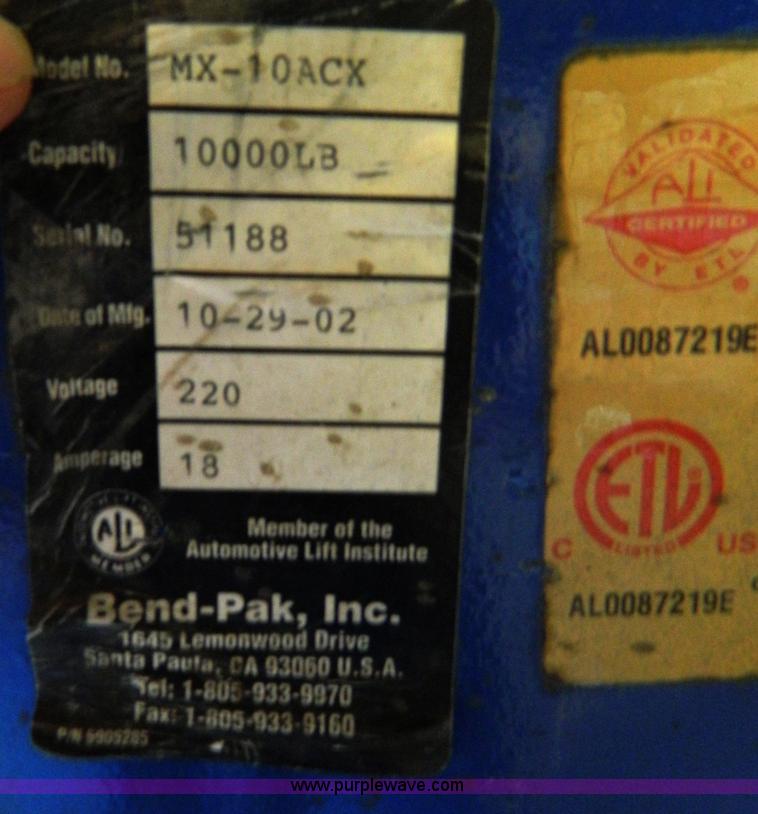 Model No. MX-10ACX
Capacity 10000LB
Serial No. 51188
Date of Mfg. 10-29-02
Voltage 220
Amperage 18
ALI
MEMBER
Member of the
Automotive Lift Institute
Bend-Pak, Inc.
1645 Lemonwood Drive
Santa Paula, CA 93060 U.S.A.
Tel: 1-805-933-9970
Fax: 1-805-933-9160
P/N 5905285
VALIDATED
ALI
CERTIFIED
BY ETL
®
AL0087219E
ETL
C LISTED US
AL0087219E
www.purplewave.com